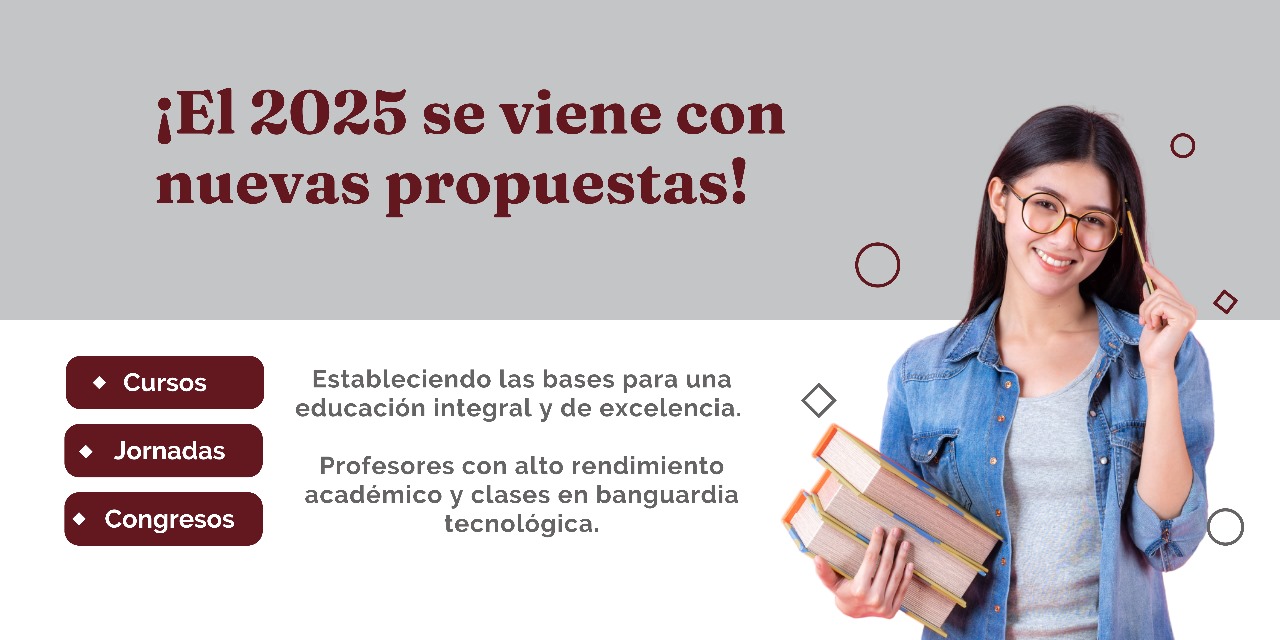 ¡El 2025 se viene con
nuevas propuestas!
Cursos
Jornadas
Congresos
Estableciendo las bases para una
educación integral y de excelencia.
Profesores con alto rendimiento
académico y clases en banguardia
tecnológica.